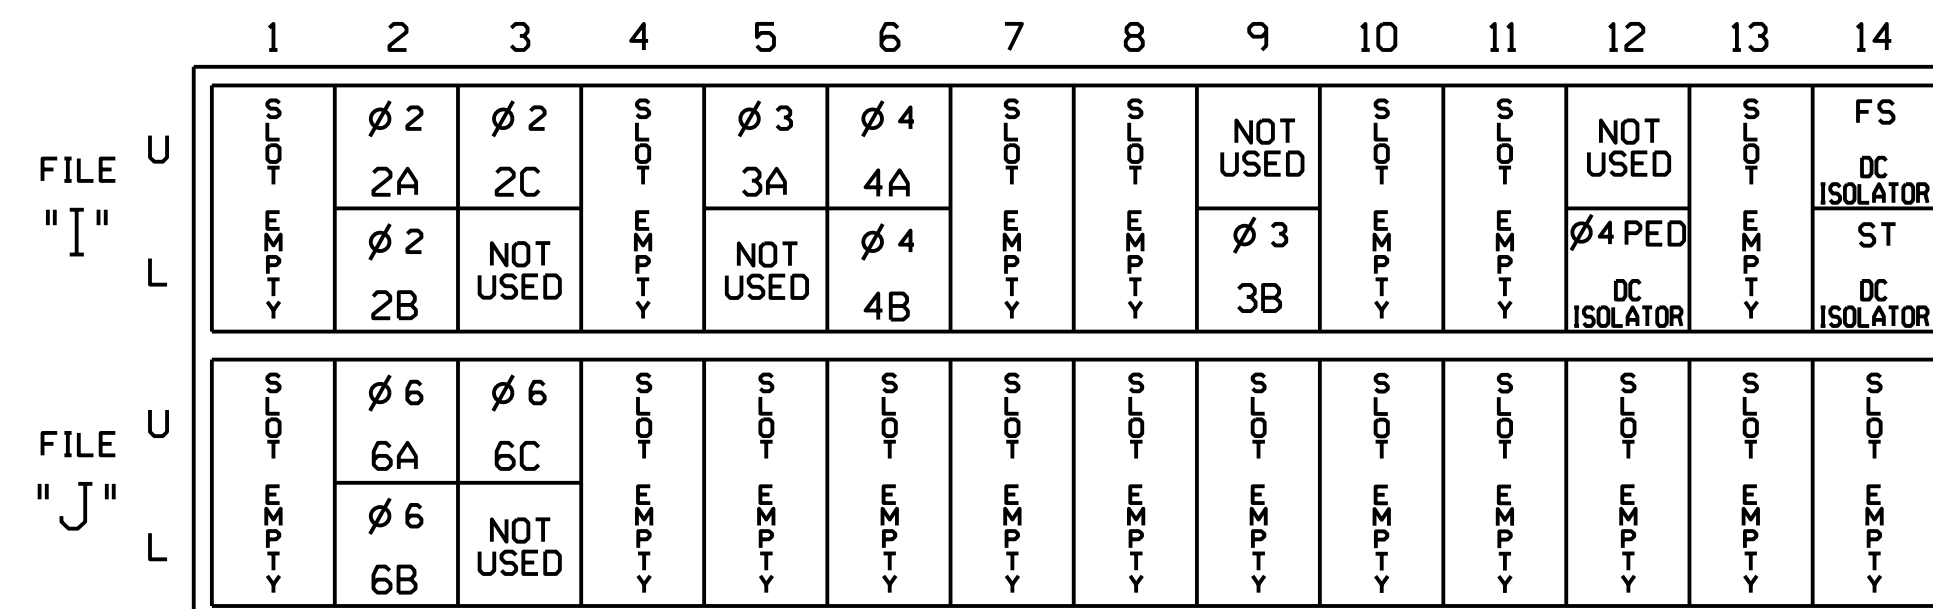 1 2 3 4 5 6 7 8 9 10 11 12 13 14
FILE "I"
U
L
SLOT EMPTY
Ø 2
2A
Ø 2
2B
Ø 2
2C
NOT
USED
SLOT EMPTY
Ø 3
3A
NOT
USED
Ø 4
4A
Ø 4
4B
SLOT EMPTY
SLOT EMPTY
NOT
USED
Ø 3
3B
SLOT EMPTY
SLOT EMPTY
NOT
USED
Ø4 PED
DC
ISOLATOR
SLOT EMPTY
FS
DC
ISOLATOR
ST
DC
ISOLATOR
FILE "J"
U
L
SLOT EMPTY
Ø 6
6A
Ø 6
6B
Ø 6
6C
NOT
USED
SLOT EMPTY
SLOT EMPTY
SLOT EMPTY
SLOT EMPTY
SLOT EMPTY
SLOT EMPTY
SLOT EMPTY
SLOT EMPTY
SLOT EMPTY
SLOT EMPTY
SLOT EMPTY